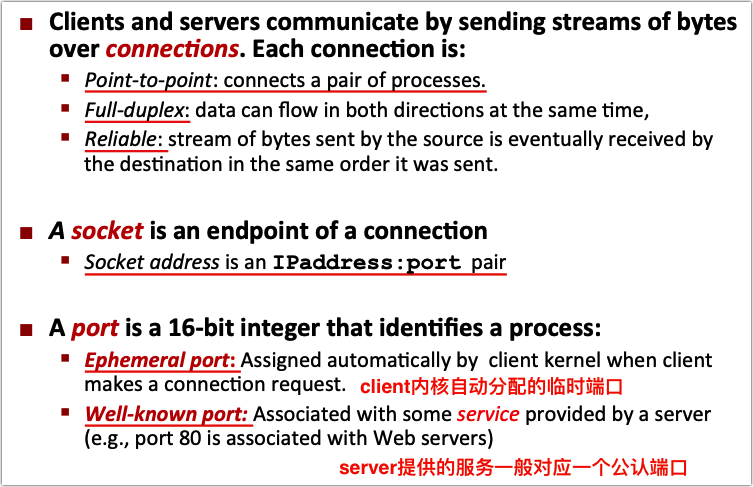 ■ Clients and servers communicate by sending streams of bytes
over connections. Each connection is:
▪ Point-to-point: connects a pair of processes.
▪ Full-duplex: data can flow in both directions at the same time,
▪ Reliable: stream of bytes sent by the source is eventually received by
the destination in the same order it was sent.
■ A socket is an endpoint of a connection
▪ Socket address is an IPaddress:port pair
■ A port is a 16-bit integer that identifies a process:
▪ Ephemeral port: Assigned automatically by client kernel when client
makes a connection request. client内核自动分配的临时端口
▪ Well-known port: Associated with some service provided by a server
(e.g., port 80 is associated with Web servers)
server提供的服务一般对应一个公认端口